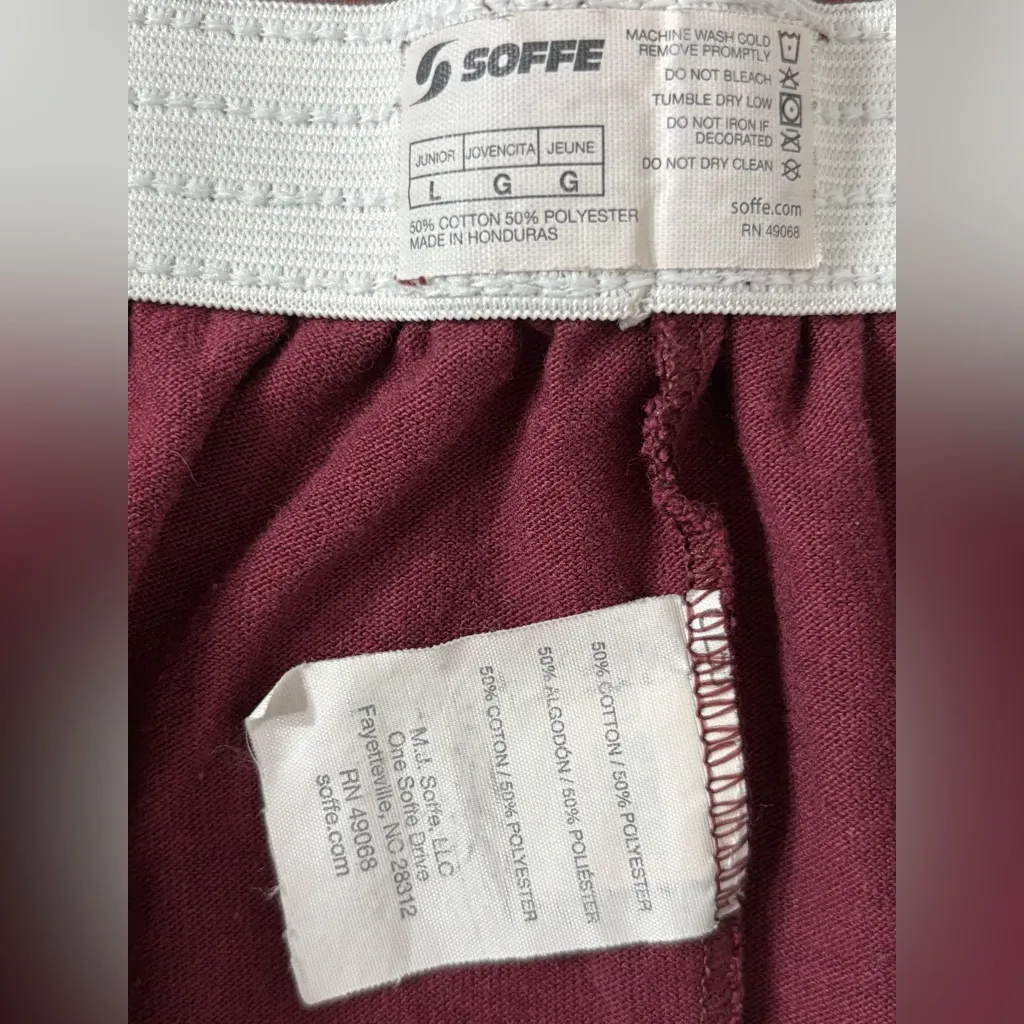 SOFFE
JUNIOR JOVENCITA JEUNE
L G G
50% COTTON 50% POLYESTER
MADE IN HONDURAS
MACHINE WASH COLD
REMOVE PROMPTLY
DO NOT BLEACH
TUMBLE DRY LOW
DO NOT IRON IF
DECORATED
DO NOT DRY CLEAN
soffe.com
RN 49068
50% COTTON / 50% POLYESTER
50% ALGODÓN / 50% POLIÉSTER
50% COTON / 50% POLYESTER
M.J. Soffe, LLC
One Soffe Drive
Fayetteville, NC 28312
RN 49068
soffe.com